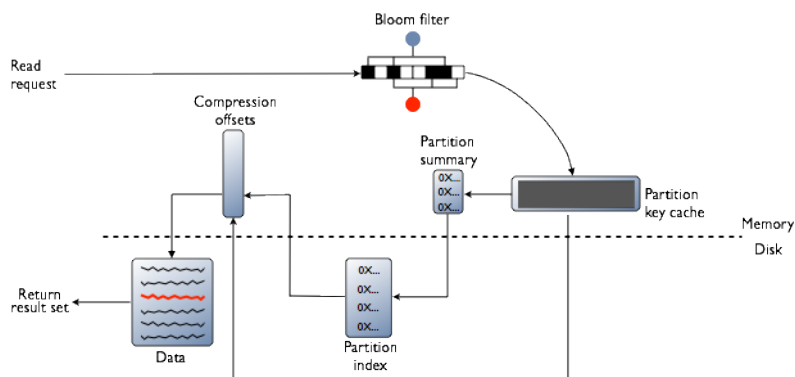 Bloom filter
Read
request
Compression
offsets
Partition
summary
0X...
0X...
0X...
Partition
key cache
Memory
Disk
0X...
0X...
0X...
0X...
Return
result set
Data
Partition
index